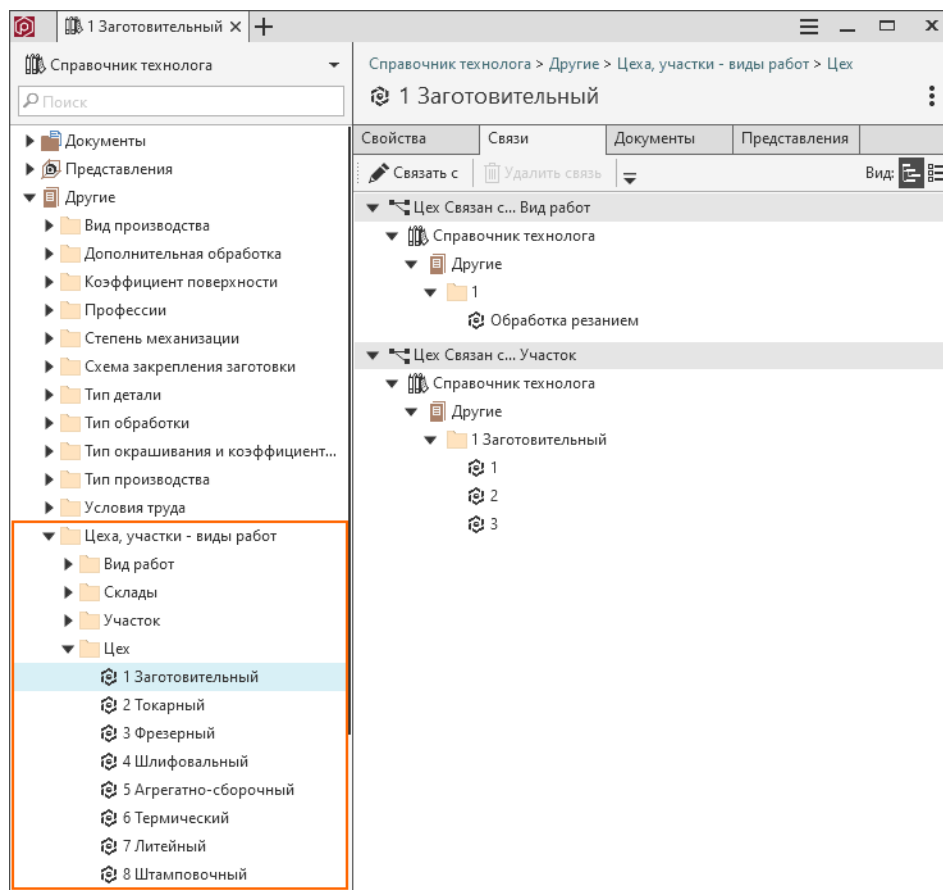 1 Заготовительный
Справочник технолога
Поиск
Документы
Представления
Другие
Вид производства
Дополнительная обработка
Коэффициент поверхности
Профессии
Степень механизации
Схема закрепления заготовки
Тип детали
Тип обработки
Тип окрашивания и коэффициент...
Тип производства
Условия труда
Цеха, участки - виды работ
Вид работ
Склады
Участок
Цех
1 Заготовительный
2 Токарный
3 Фрезерный
4 Шлифовальный
5 Агрегатно-сборочный
6 Термический
7 Литейный
8 Штамповочный
Справочник технолога > Другие > Цеха, участки - виды работ > Цех
1 Заготовительный
Свойства Связи Документы Представления
Связать с Удалить связь Вид:
Цех Связан с... Вид работ
Справочник технолога
Другие
1
Обработка резанием
Цех Связан с... Участок
Справочник технолога
Другие
1 Заготовительный
1
2
3